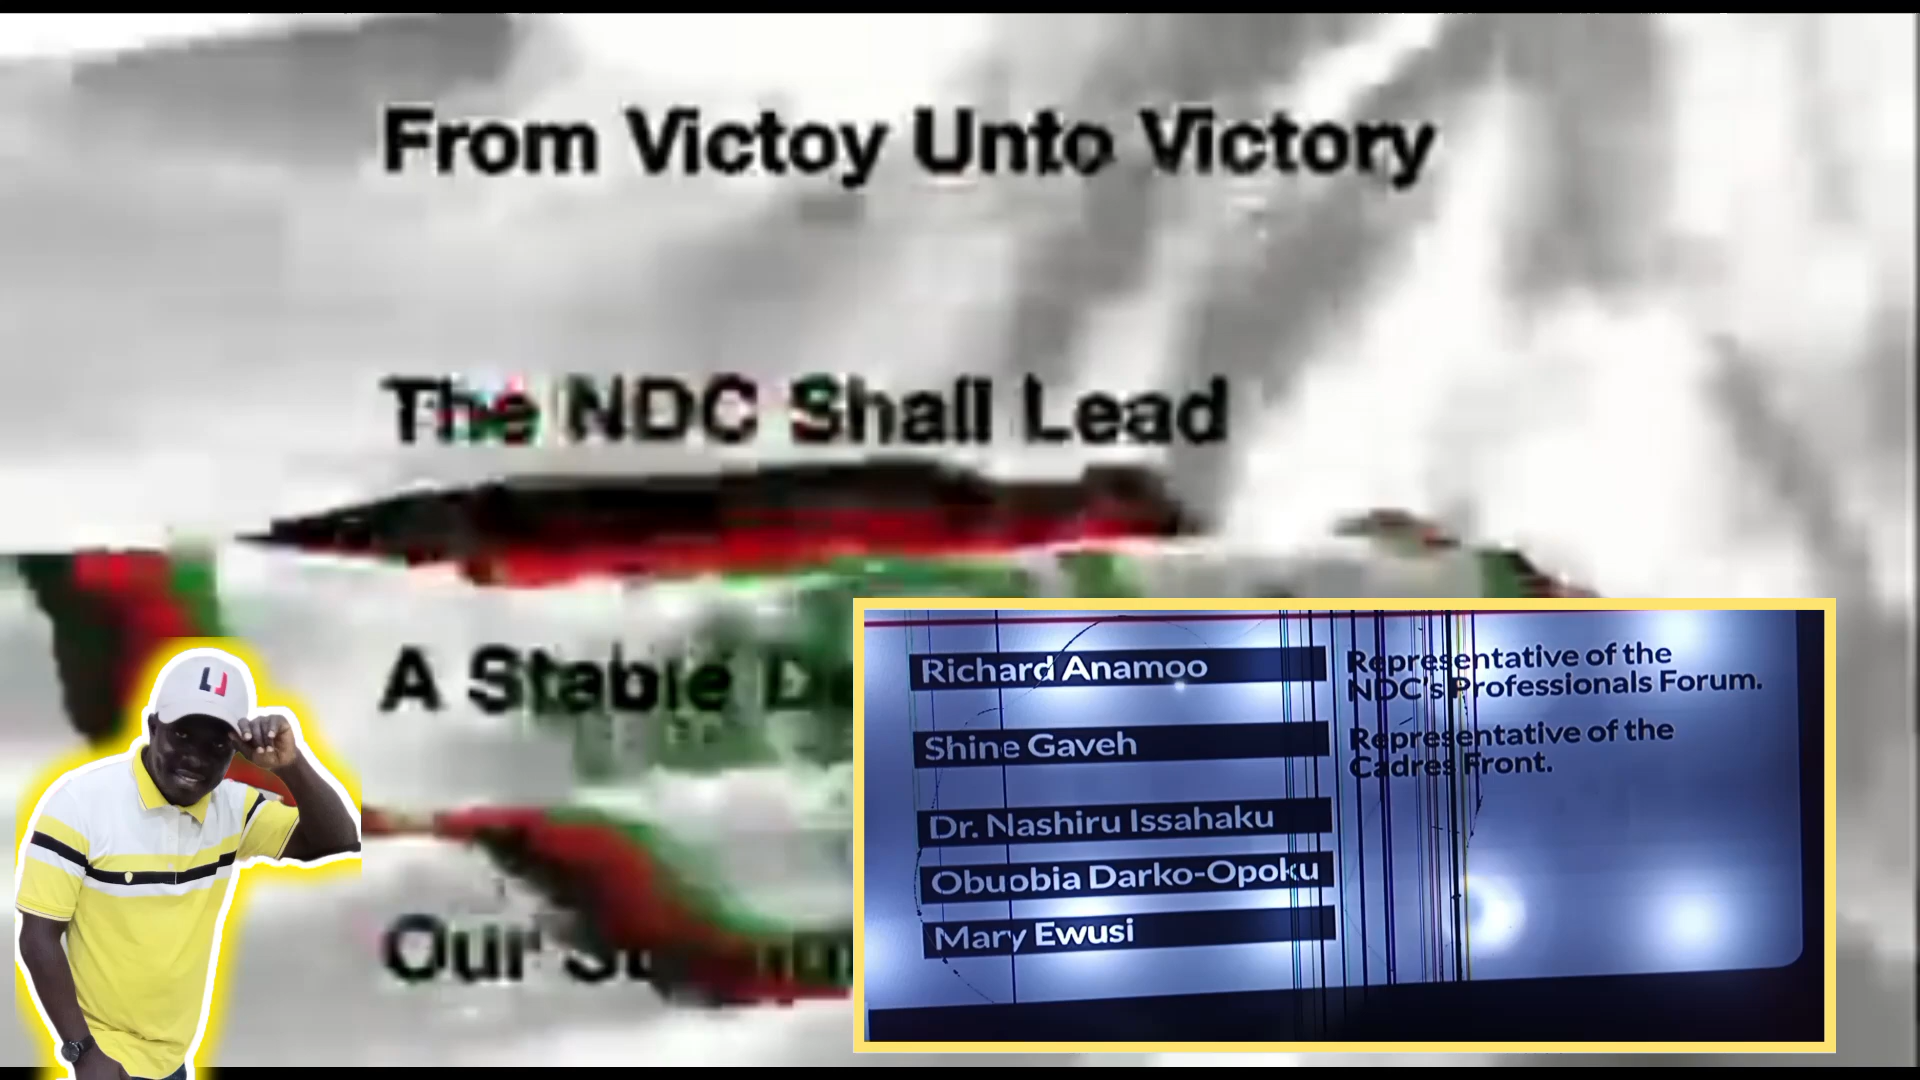 From Victoy Unto Victory
The NDC Shall Lead
A Stable
Our
Richard Anamoo
Representative of the
NDC's Professionals Forum.
Shine Gaveh
Representative of the
Cadres Front.
Dr. Nashiru Issahaku
Obuobia Darko-Opoku
Mary Ewusi